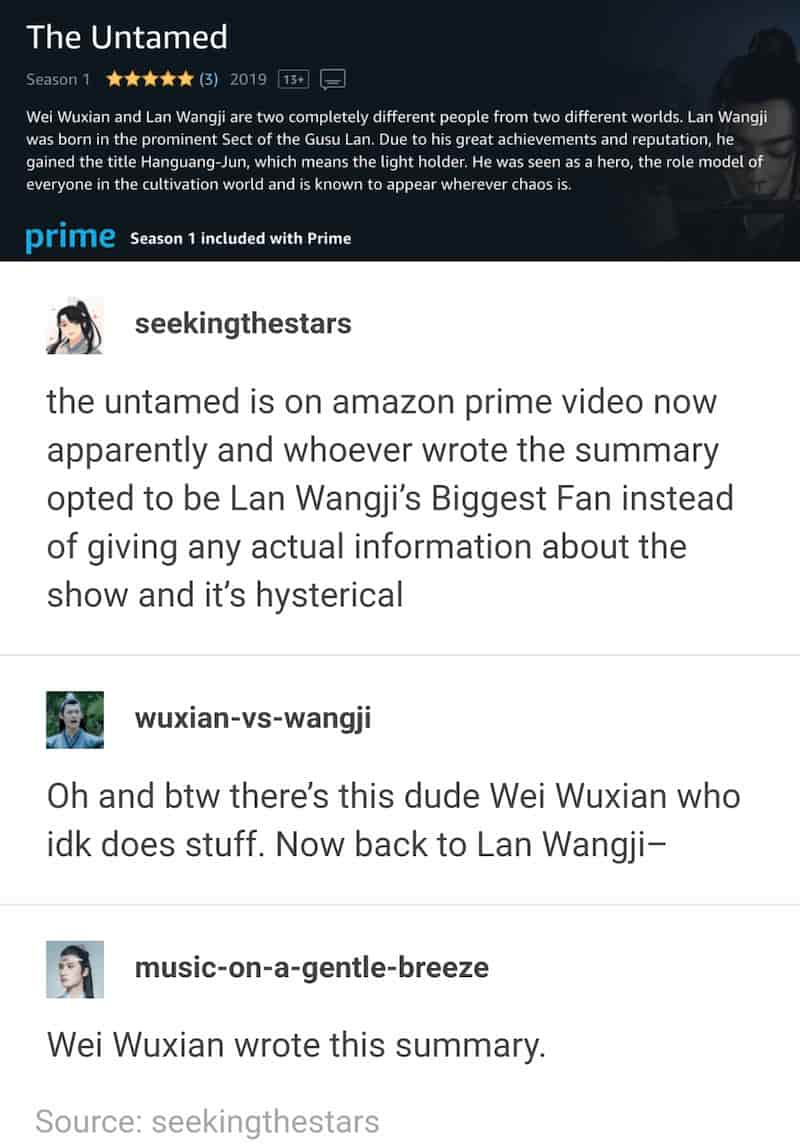 The Untamed
Season 1 ★★★★★ (3) 2019 13+
Wei Wuxian and Lan Wangji are two completely different people from two different worlds. Lan Wangji
was born in the prominent Sect of the Gusu Lan. Due to his great achievements and reputation, he
gained the title Hanguang-Jun, which means the light holder. He was seen as a hero, the role model of
everyone in the cultivation world and is known to appear wherever chaos is.
prime Season 1 included with Prime
seekingthestars
the untamed is on amazon prime video now
apparently and whoever wrote the summary
opted to be Lan Wangji’s Biggest Fan instead
of giving any actual information about the
show and it’s hysterical
wuxian-vs-wangji
Oh and btw there’s this dude Wei Wuxian who
idk does stuff. Now back to Lan Wangji–
music-on-a-gentle-breeze
Wei Wuxian wrote this summary.
Source: seekingthestars